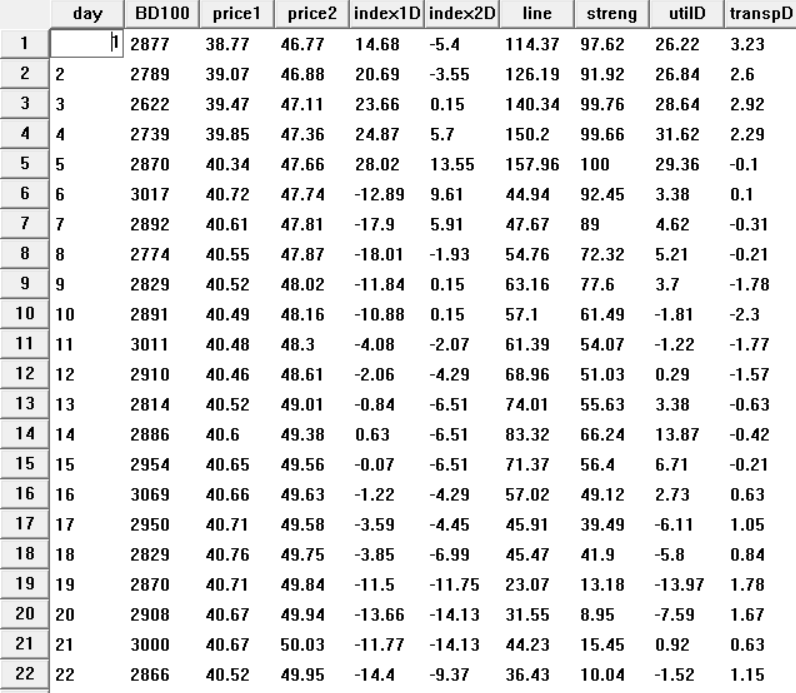 day BD100 price1 price2 index1D index2D line streng utilD transpD
1 1 2877 38.77 46.77 14.68 -5.4 114.37 97.62 26.22 3.23
2 2 2789 39.07 46.88 20.69 -3.55 126.19 91.92 26.84 2.6
3 3 2622 39.47 47.11 23.66 0.15 140.34 99.76 28.64 2.92
4 4 2739 39.85 47.36 24.87 5.7 150.2 99.66 31.62 2.29
5 5 2870 40.34 47.66 28.02 13.55 157.96 100 29.36 -0.1
6 6 3017 40.72 47.74 -12.89 9.61 44.94 92.45 3.38 0.1
7 7 2892 40.61 47.81 -17.9 5.91 47.67 89 4.62 -0.31
8 8 2774 40.55 47.87 -18.01 -1.93 54.76 72.32 5.21 -0.21
9 9 2829 40.52 48.02 -11.84 0.15 63.16 77.6 3.7 -1.78
10 10 2891 40.49 48.16 -10.88 0.15 57.1 61.49 -1.81 -2.3
11 11 3011 40.48 48.3 -4.08 -2.07 61.39 54.07 -1.22 -1.77
12 12 2910 40.46 48.61 -2.06 -4.29 68.96 51.03 0.29 -1.57
13 13 2814 40.52 49.01 -0.84 -6.51 74.01 55.63 3.38 -0.63
14 14 2886 40.6 49.38 0.63 -6.51 83.32 66.24 13.87 -0.42
15 15 2954 40.65 49.56 -0.07 -6.51 71.37 56.4 6.71 -0.21
16 16 3069 40.66 49.63 -1.22 -4.29 57.02 49.12 2.73 0.63
17 17 2950 40.71 49.58 -3.59 -4.45 45.91 39.49 -6.11 1.05
18 18 2829 40.76 49.75 -3.85 -6.99 45.47 41.9 -5.8 0.84
19 19 2870 40.71 49.84 -11.5 -11.75 23.07 13.18 -13.97 1.78
20 20 2908 40.67 49.94 -13.66 -14.13 31.55 8.95 -7.59 1.67
21 21 3000 40.67 50.03 -11.77 -14.13 44.23 15.45 0.92 0.63
22 22 2866 40.52 49.95 -14.4 -9.37 36.43 10.04 -1.52 1.15